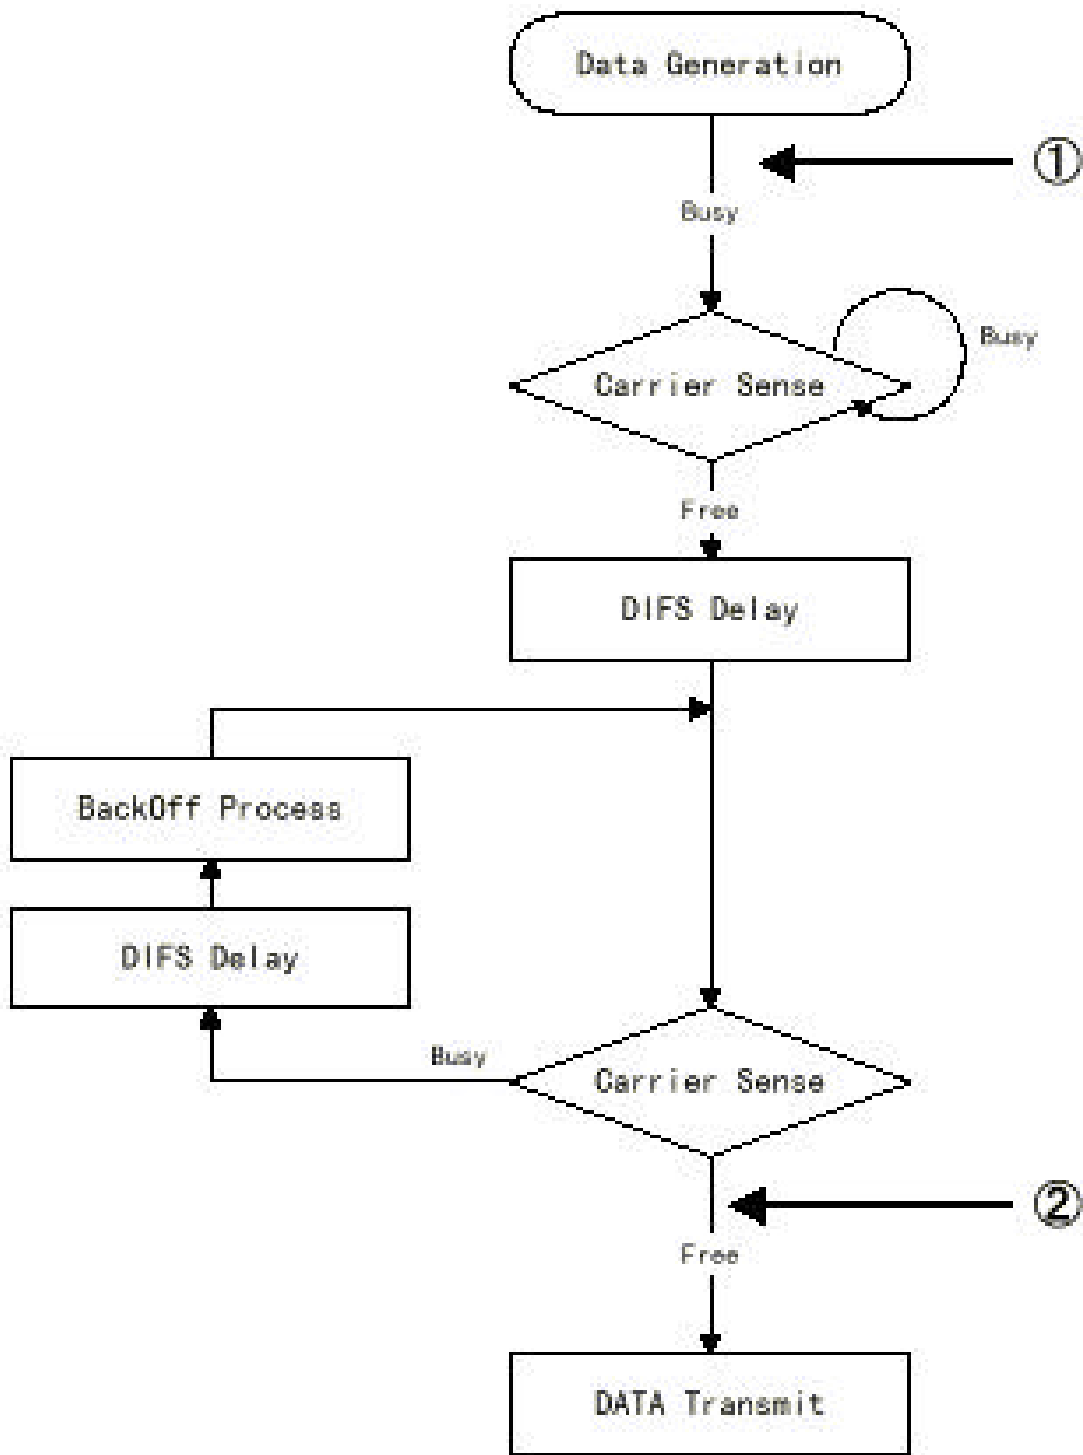 Data Generation
①
Busy
Busy
Carrier Sense
Free
DIFS Delay
BackOff Process
DIFS Delay
Busy
Carrier Sense
②
Free
DATA Transmit